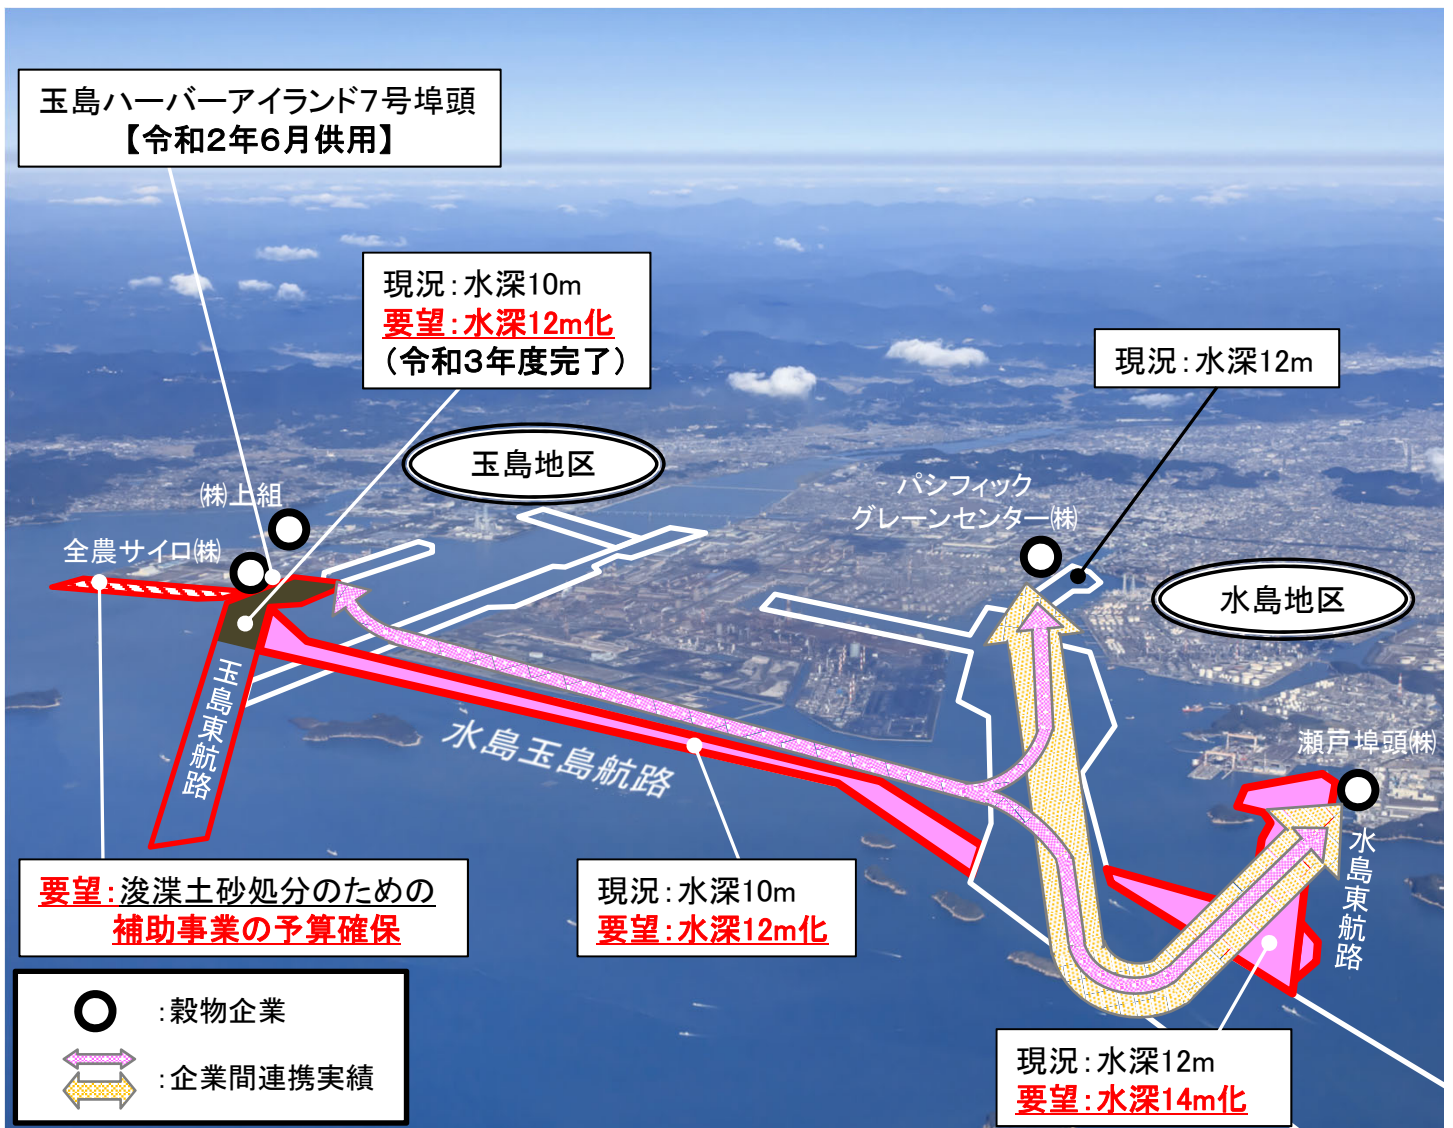 玉島ハーバーアイランド7号埠頭
【令和2年6月供用】
現況：水深10m
要望：水深12m化
（令和3年度完了）
現況：水深12m
玉島地区
㈱上組
全農サイロ㈱
パシフィック
グレーンセンター㈱
水島地区
玉島東航路
水島玉島航路
瀬戸埠頭㈱
水島東航路
要望：浚渫土砂処分のための
補助事業の予算確保
現況：水深10m
要望：水深12m化
現況：水深12m
要望：水深14m化
：穀物企業
：企業間連携実績